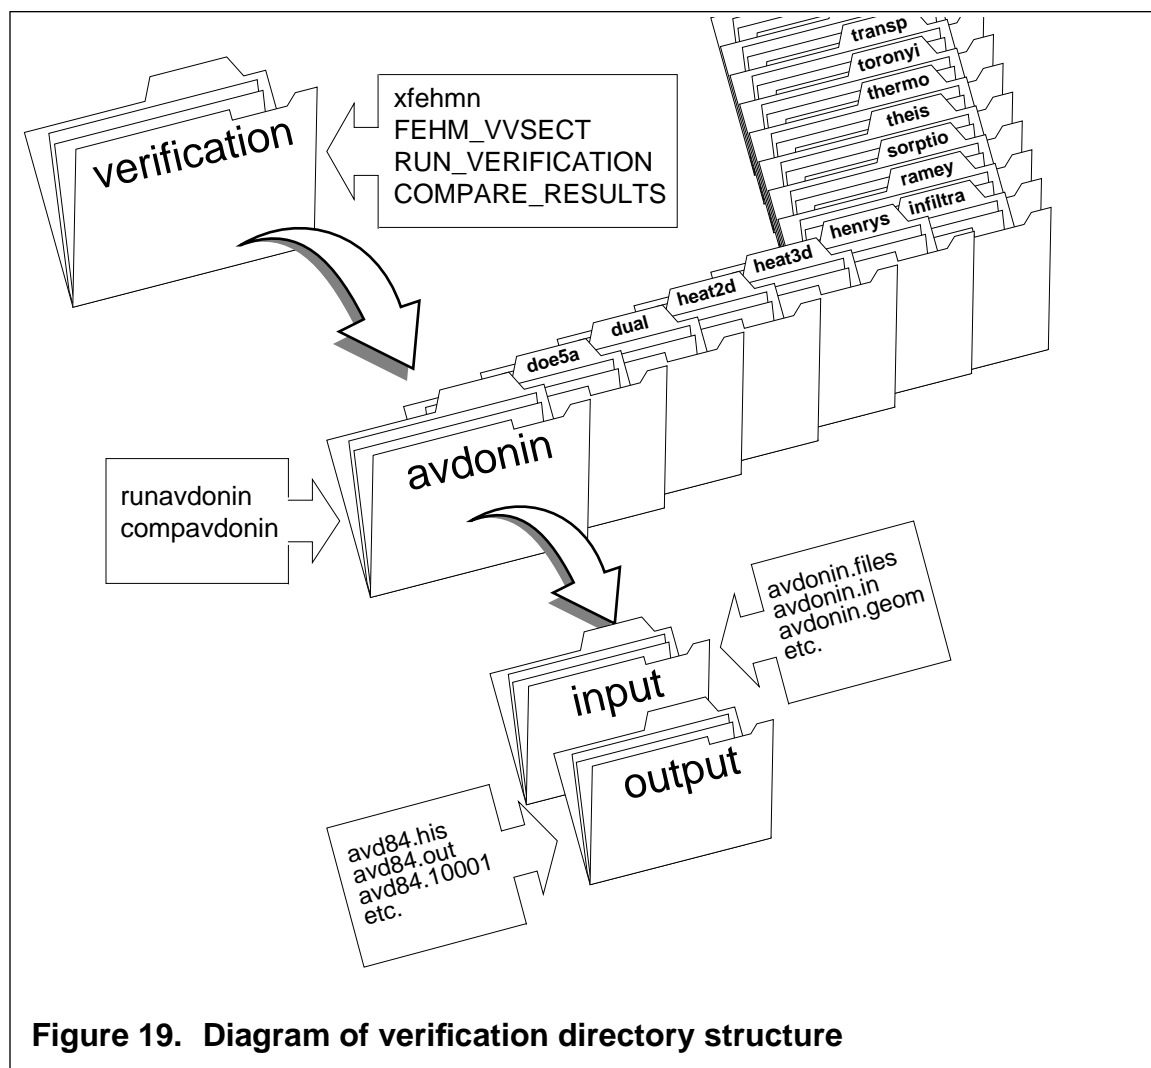 transp
toronyi
thermo
theis
sorptio
ramey
infiltra
henrys
heat3d
heat2d
dual
doe5a
verification
xfehmn
FEHM_VVSECT
RUN_VERIFICATION
COMPARE_RESULTS
avdonin
runavdonin
compavdonin
avdonin.files
avdonin.in
avdonin.geom
etc.
input
output
avd84.his
avd84.out
avd84.10001
etc.
Figure 19. Diagram of verification directory structure